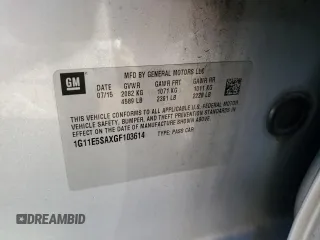 GM
MFD BY GENERAL MOTORS LLC
DATE GVWR GAWR FRT GAWR RR
07/15 2082 KG 1071 KG 1011 KG
4589 LB 2361 LB 2228 LB
THIS VEHICLE CONFORMS TO ALL APPLICABLE U.S. FEDERAL MOTOR
VEHICLE SAFETY, BUMPER, AND THEFT PREVENTION STANDARDS IN
EFFECT ON THE DATE OF MANUFACTURE SHOWN ABOVE.
1G11E5SAXGF103614 TYPE: PASS CAR
DREAMBID